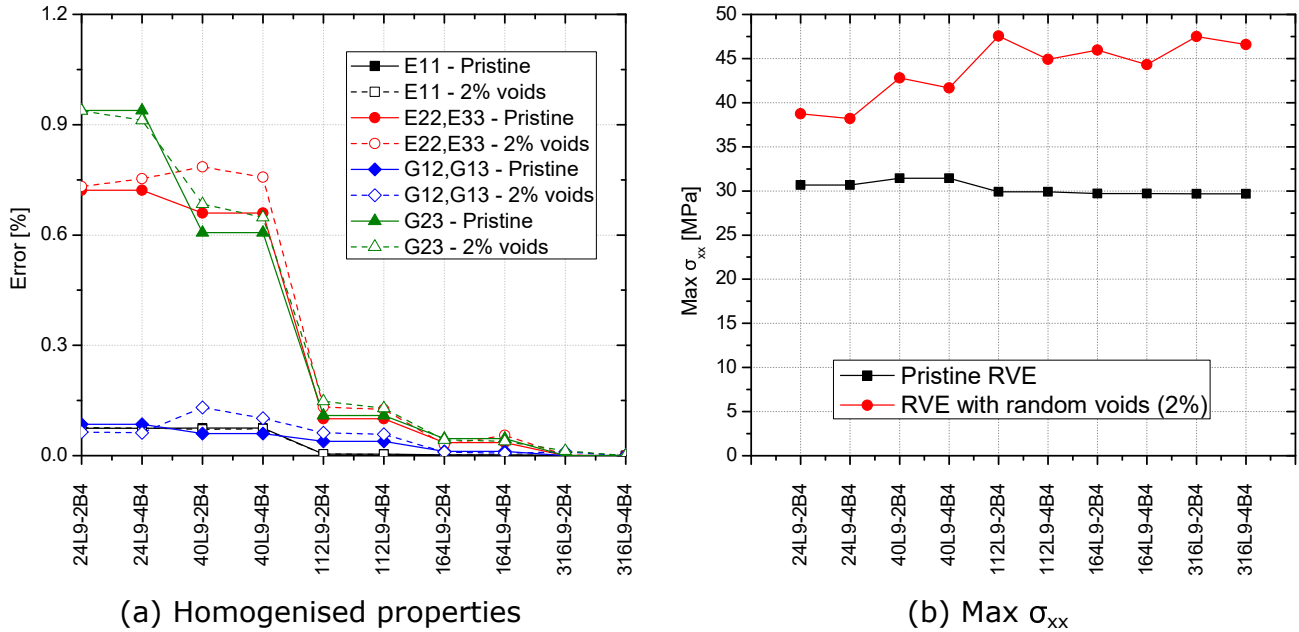 1.2
0.9
0.6
0.3
0.0
Error [%]
E11 - Pristine
E11 - 2% voids
E22,E33 - Pristine
E22,E33 - 2% voids
G12,G13 - Pristine
G12,G13 - 2% voids
G23 - Pristine
G23 - 2% voids
24L9-2B4
24L9-4B4
40L9-2B4
40L9-4B4
112L9-2B4
112L9-4B4
164L9-2B4
164L9-4B4
316L9-2B4
316L9-4B4
(a) Homogenised properties
50
45
40
35
30
25
20
15
10
5
0
Max σxx [MPa]
Pristine RVE
RVE with random voids (2%)
24L9-2B4
24L9-4B4
40L9-2B4
40L9-4B4
112L9-2B4
112L9-4B4
164L9-2B4
164L9-4B4
316L9-2B4
316L9-4B4
(b) Max σxx